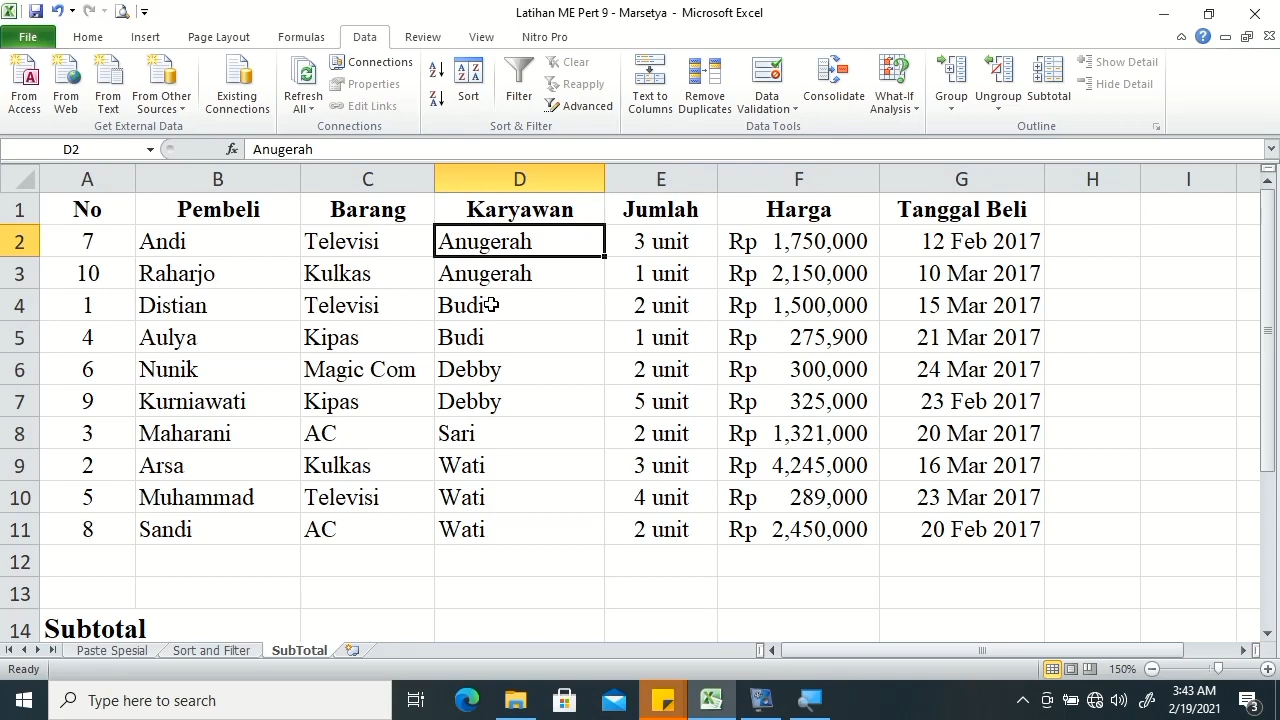 Latihan ME Pert 9 - Marsetya - Microsoft Excel
File Home Insert Page Layout Formulas Data Review View Nitro Pro
From Access From Web From Text From Other Sources Existing Connections
Get External Data
Refresh All Connections Properties Edit Links
Connections
Sort Filter Clear Reapply Advanced
Sort & Filter
Text to Columns Remove Duplicates Data Validation Consolidate What-If Analysis
Data Tools
Group Ungroup Subtotal Show Detail Hide Detail
Outline
D2 fx Anugerah
A B C D E F G H I
1 No Pembeli Barang Karyawan Jumlah Harga Tanggal Beli
2 7 Andi Televisi Anugerah 3 unit Rp 1,750,000 12 Feb 2017
3 10 Raharjo Kulkas Anugerah 1 unit Rp 2,150,000 10 Mar 2017
4 1 Distian Televisi Budi 2 unit Rp 1,500,000 15 Mar 2017
5 4 Aulya Kipas Budi 1 unit Rp 275,900 21 Mar 2017
6 6 Nunik Magic Com Debby 2 unit Rp 300,000 24 Mar 2017
7 9 Kurniawati Kipas Debby 5 unit Rp 325,000 23 Feb 2017
8 3 Maharani AC Sari 2 unit Rp 1,321,000 20 Mar 2017
9 2 Arsa Kulkas Wati 3 unit Rp 4,245,000 16 Mar 2017
10 5 Muhammad Televisi Wati 4 unit Rp 289,000 23 Mar 2017
11 8 Sandi AC Wati 2 unit Rp 2,450,000 20 Feb 2017
12
13
14 Subtotal
Paste Spesial Sort and Filter SubTotal
Ready 150%
Type here to search 3:43 AM
2/19/2021 3